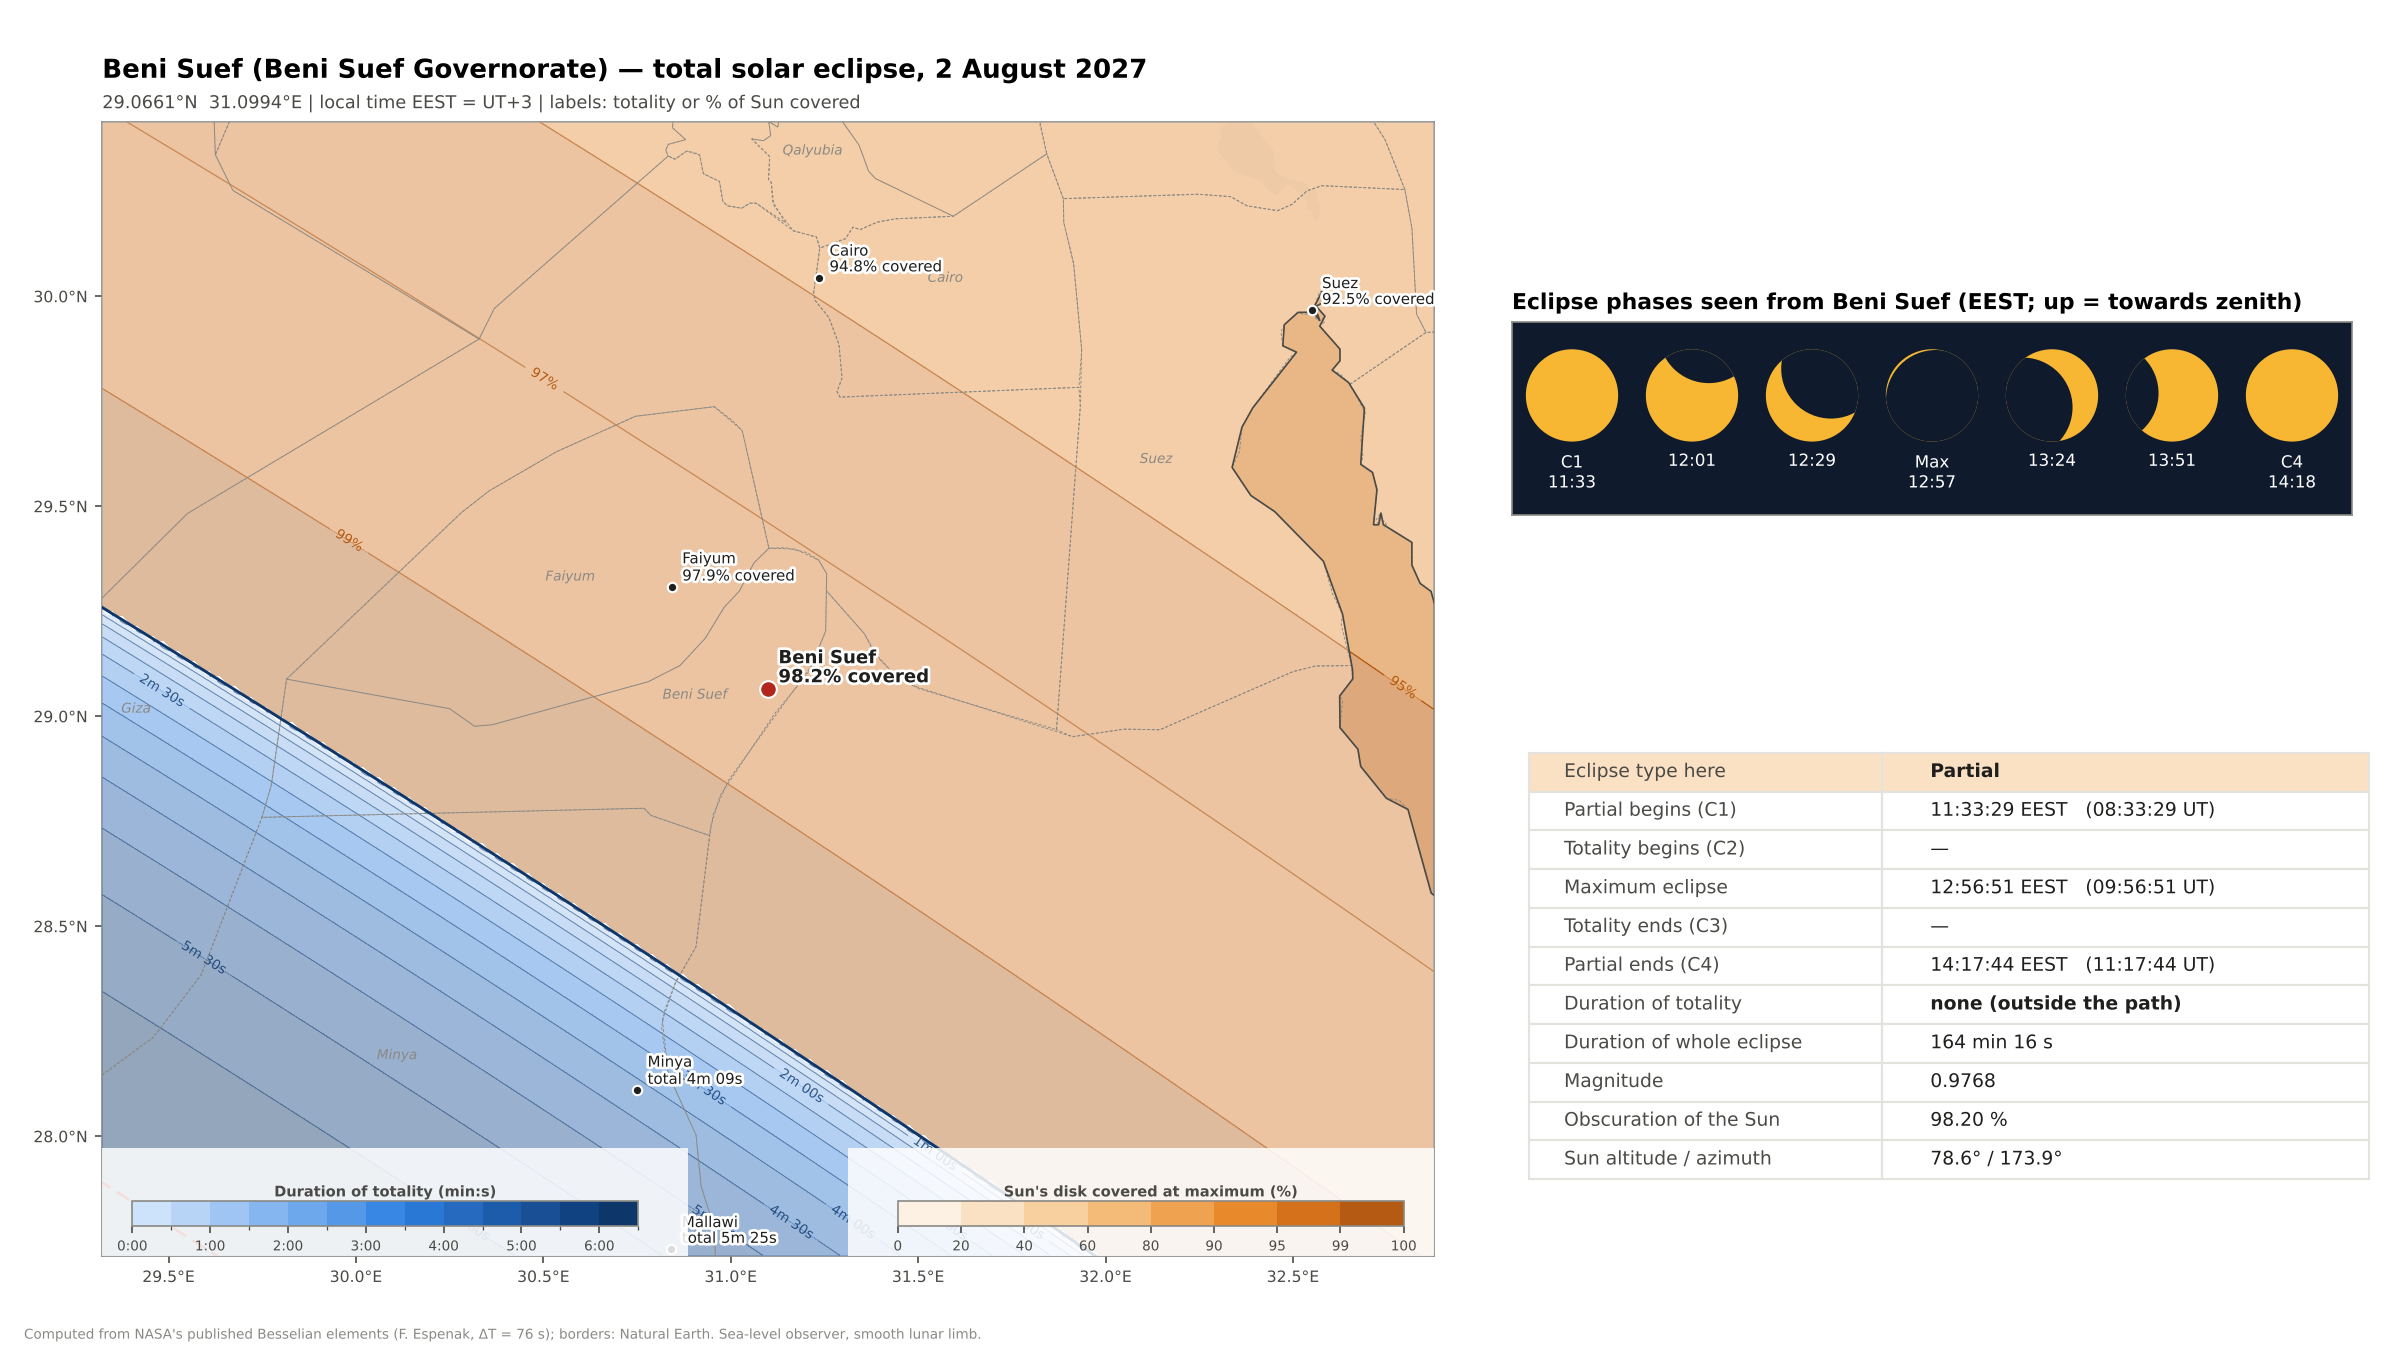 Beni Suef (Beni Suef Governorate) — total solar eclipse, 2 August 2027
29.0661°N  31.0994°E | local time EEST = UT+3 | labels: totality or % of Sun covered
30.0°N
29.5°N
29.0°N
28.5°N
28.0°N
Qalyubia
Cairo
94.8% covered
Cairo
Suez
92.5% covered
97%
Suez
99%
Faiyum
97.9% covered
Faiyum
Beni Suef
98.2% covered
Beni Suef
95%
2m 30s
Giza
5m 30s
Minya
Minya
total 4m 09s
30s
2m 00s
1m 00s
Mallawi
total 5m 25s
4m 30s
4m 00s
Duration of totality (min:s)
0:00 1:00 2:00 3:00 4:00 5:00 6:00
Sun's disk covered at maximum (%)
0 20 40 60 80 90 95 99 100
29.5°E 30.0°E 30.5°E 31.0°E 31.5°E 32.0°E 32.5°E
Eclipse phases seen from Beni Suef (EEST; up = towards zenith)
C1 Max C4
11:33 12:01 12:29 12:57 13:24 13:51 14:18
Eclipse type here Partial
Partial begins (C1) 11:33:29 EEST (08:33:29 UT)
Totality begins (C2) —
Maximum eclipse 12:56:51 EEST (09:56:51 UT)
Totality ends (C3) —
Partial ends (C4) 14:17:44 EEST (11:17:44 UT)
Duration of totality none (outside the path)
Duration of whole eclipse 164 min 16 s
Magnitude 0.9768
Obscuration of the Sun 98.20 %
Sun altitude / azimuth 78.6° / 173.9°
Computed from NASA's published Besselian elements (F. Espenak, ΔT = 76 s); borders: Natural Earth. Sea-level observer, smooth lunar limb.